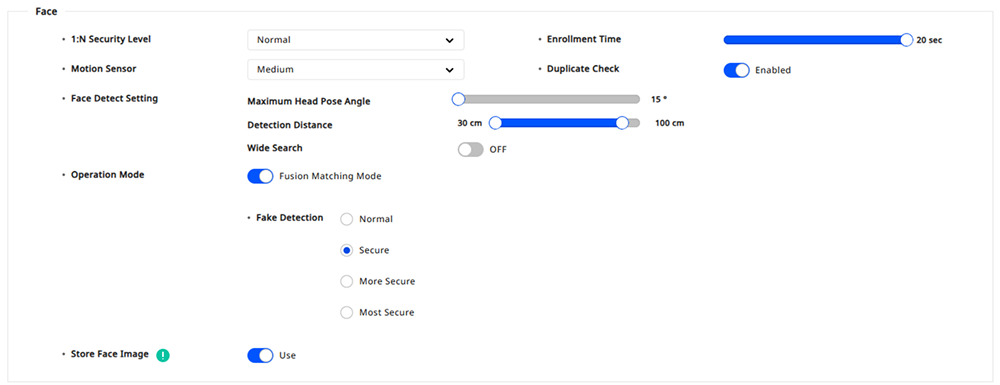 Face
• 1:N Security Level Normal • Enrollment Time 20 sec
• Motion Sensor Medium • Duplicate Check Enabled
• Face Detect Setting Maximum Head Pose Angle 15 °
Detection Distance 30 cm 100 cm
Wide Search OFF
• Operation Mode Fusion Matching Mode
• Fake Detection Normal
Secure
More Secure
Most Secure
• Store Face Image ! Use